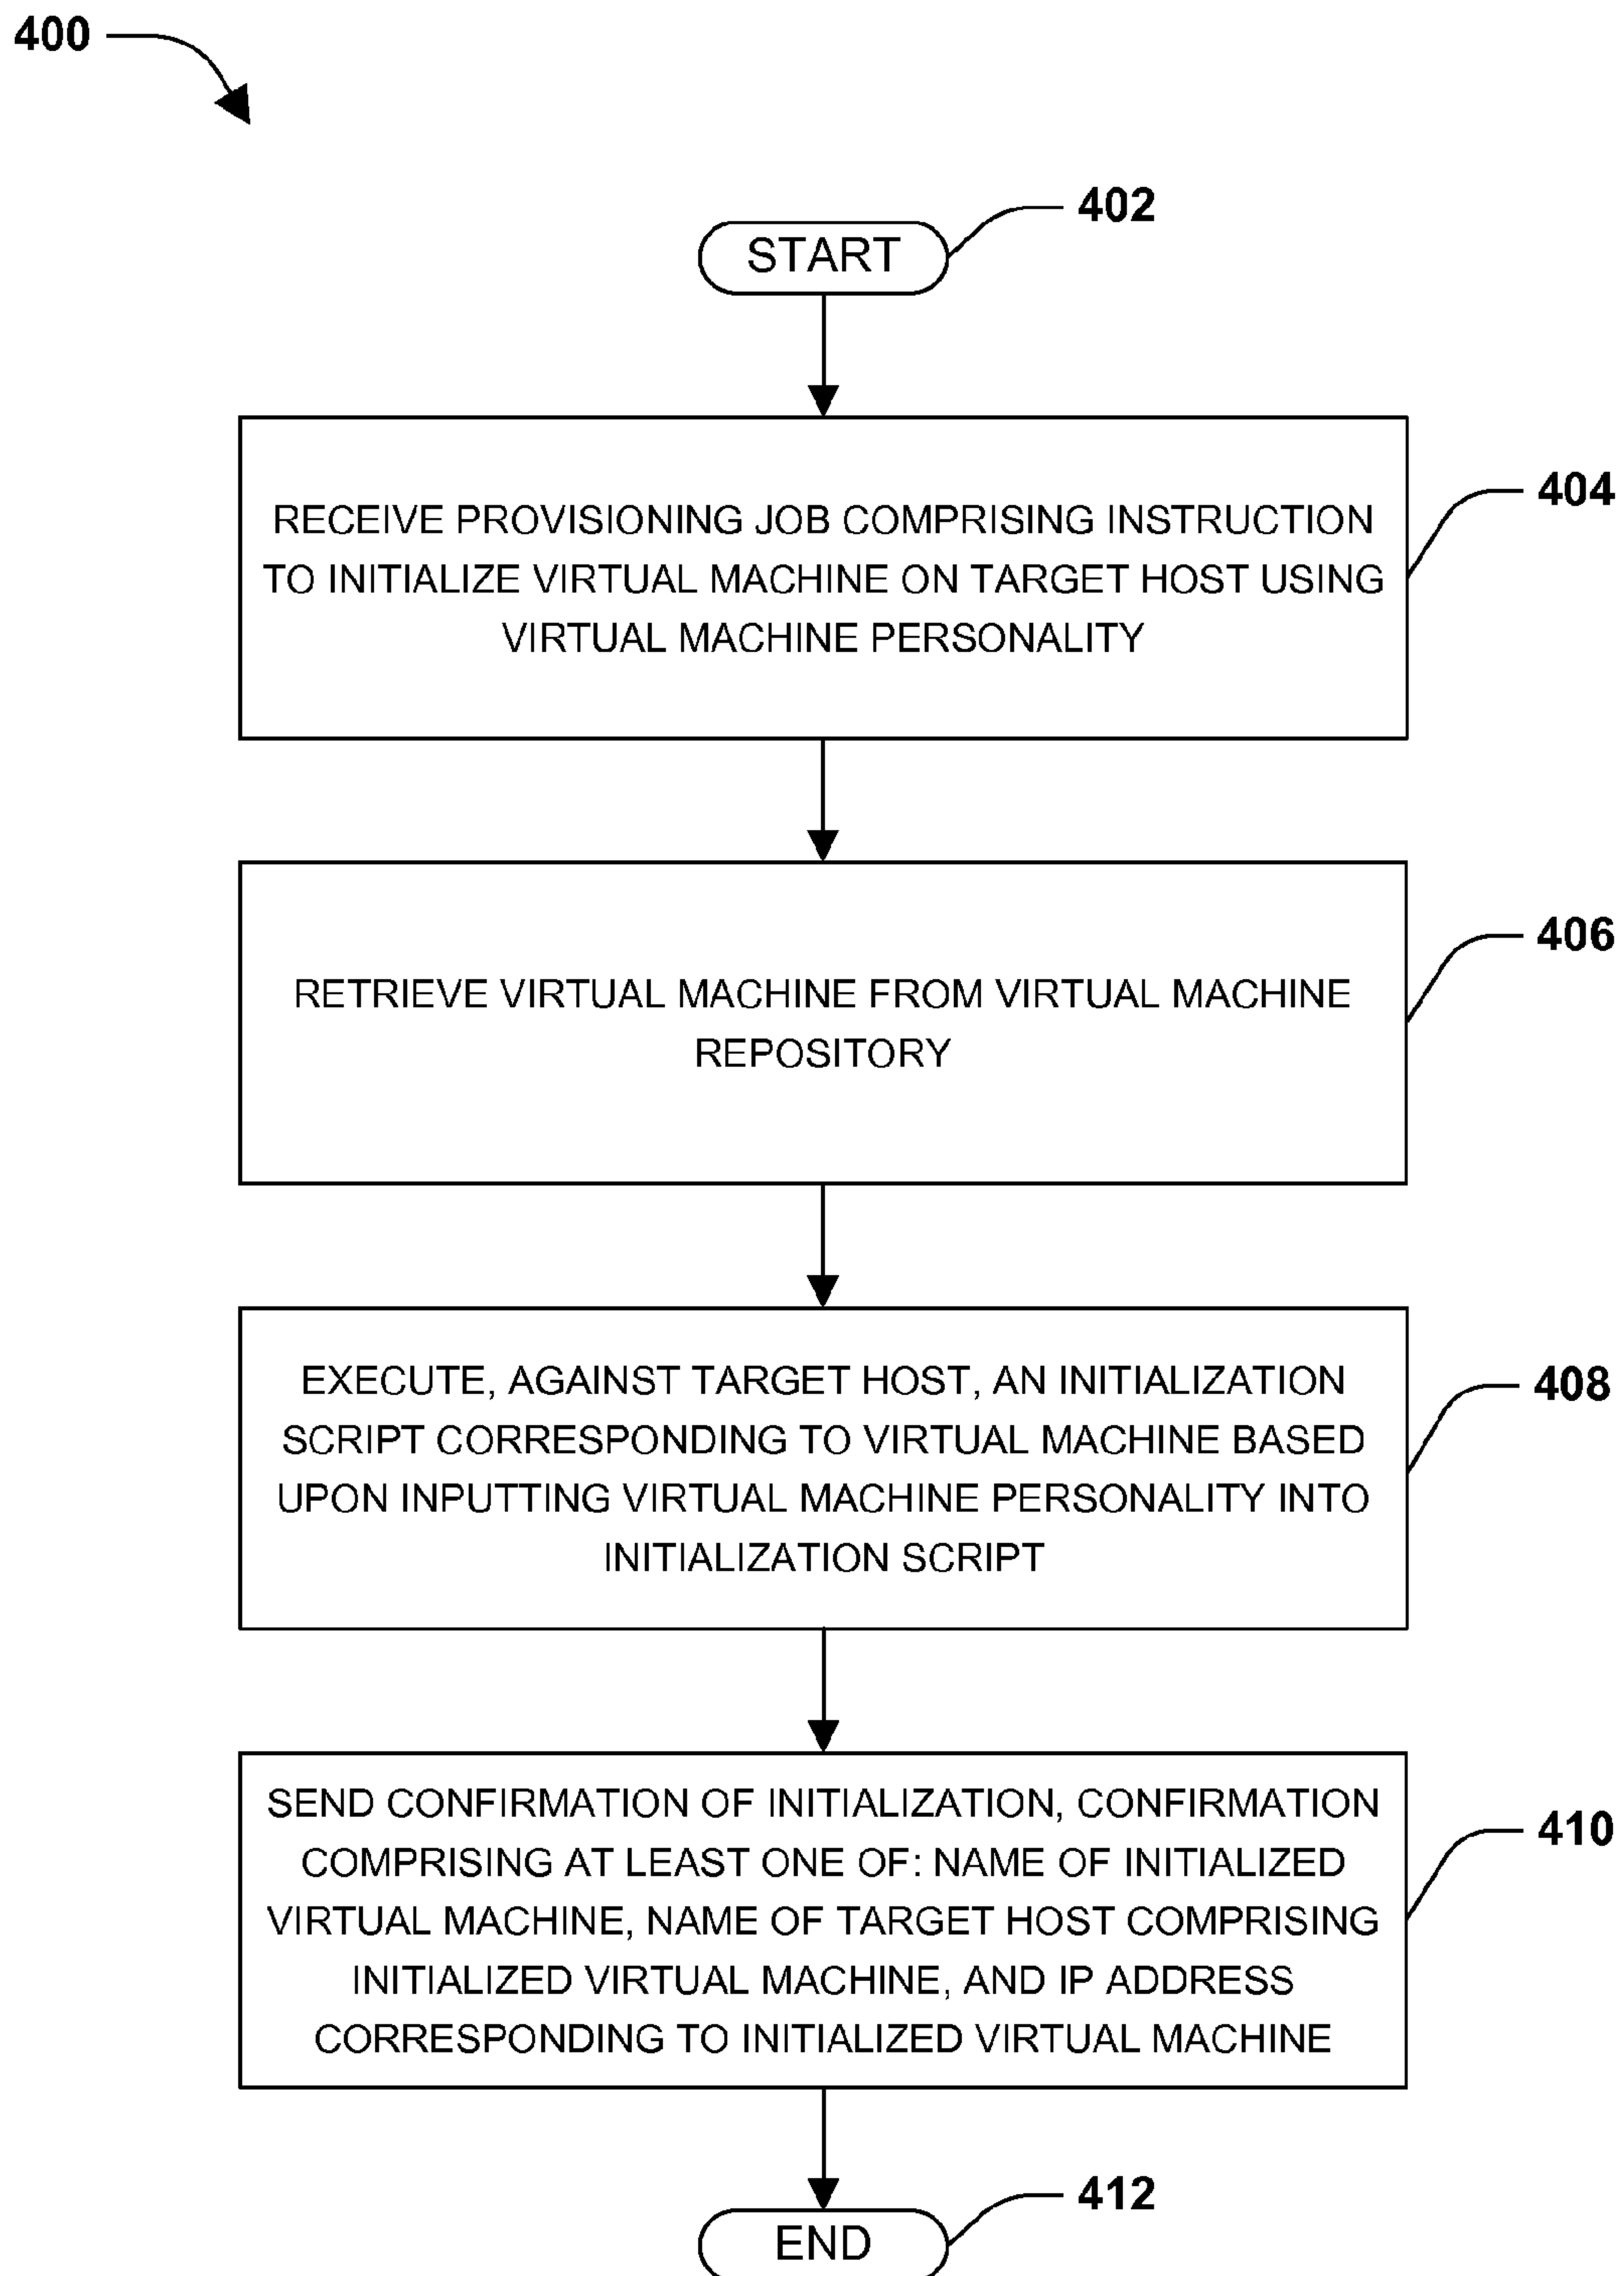 400
402
START
404
RECEIVE PROVISIONING JOB COMPRISING INSTRUCTION
TO INITIALIZE VIRTUAL MACHINE ON TARGET HOST USING
VIRTUAL MACHINE PERSONALITY
406
RETRIEVE VIRTUAL MACHINE FROM VIRTUAL MACHINE
REPOSITORY
408
EXECUTE, AGAINST TARGET HOST, AN INITIALIZATION
SCRIPT CORRESPONDING TO VIRTUAL MACHINE BASED
UPON INPUTTING VIRTUAL MACHINE PERSONALITY INTO
INITIALIZATION SCRIPT
410
SEND CONFIRMATION OF INITIALIZATION, CONFIRMATION
COMPRISING AT LEAST ONE OF: NAME OF INITIALIZED
VIRTUAL MACHINE, NAME OF TARGET HOST COMPRISING
INITIALIZED VIRTUAL MACHINE, AND IP ADDRESS
CORRESPONDING TO INITIALIZED VIRTUAL MACHINE
412
END